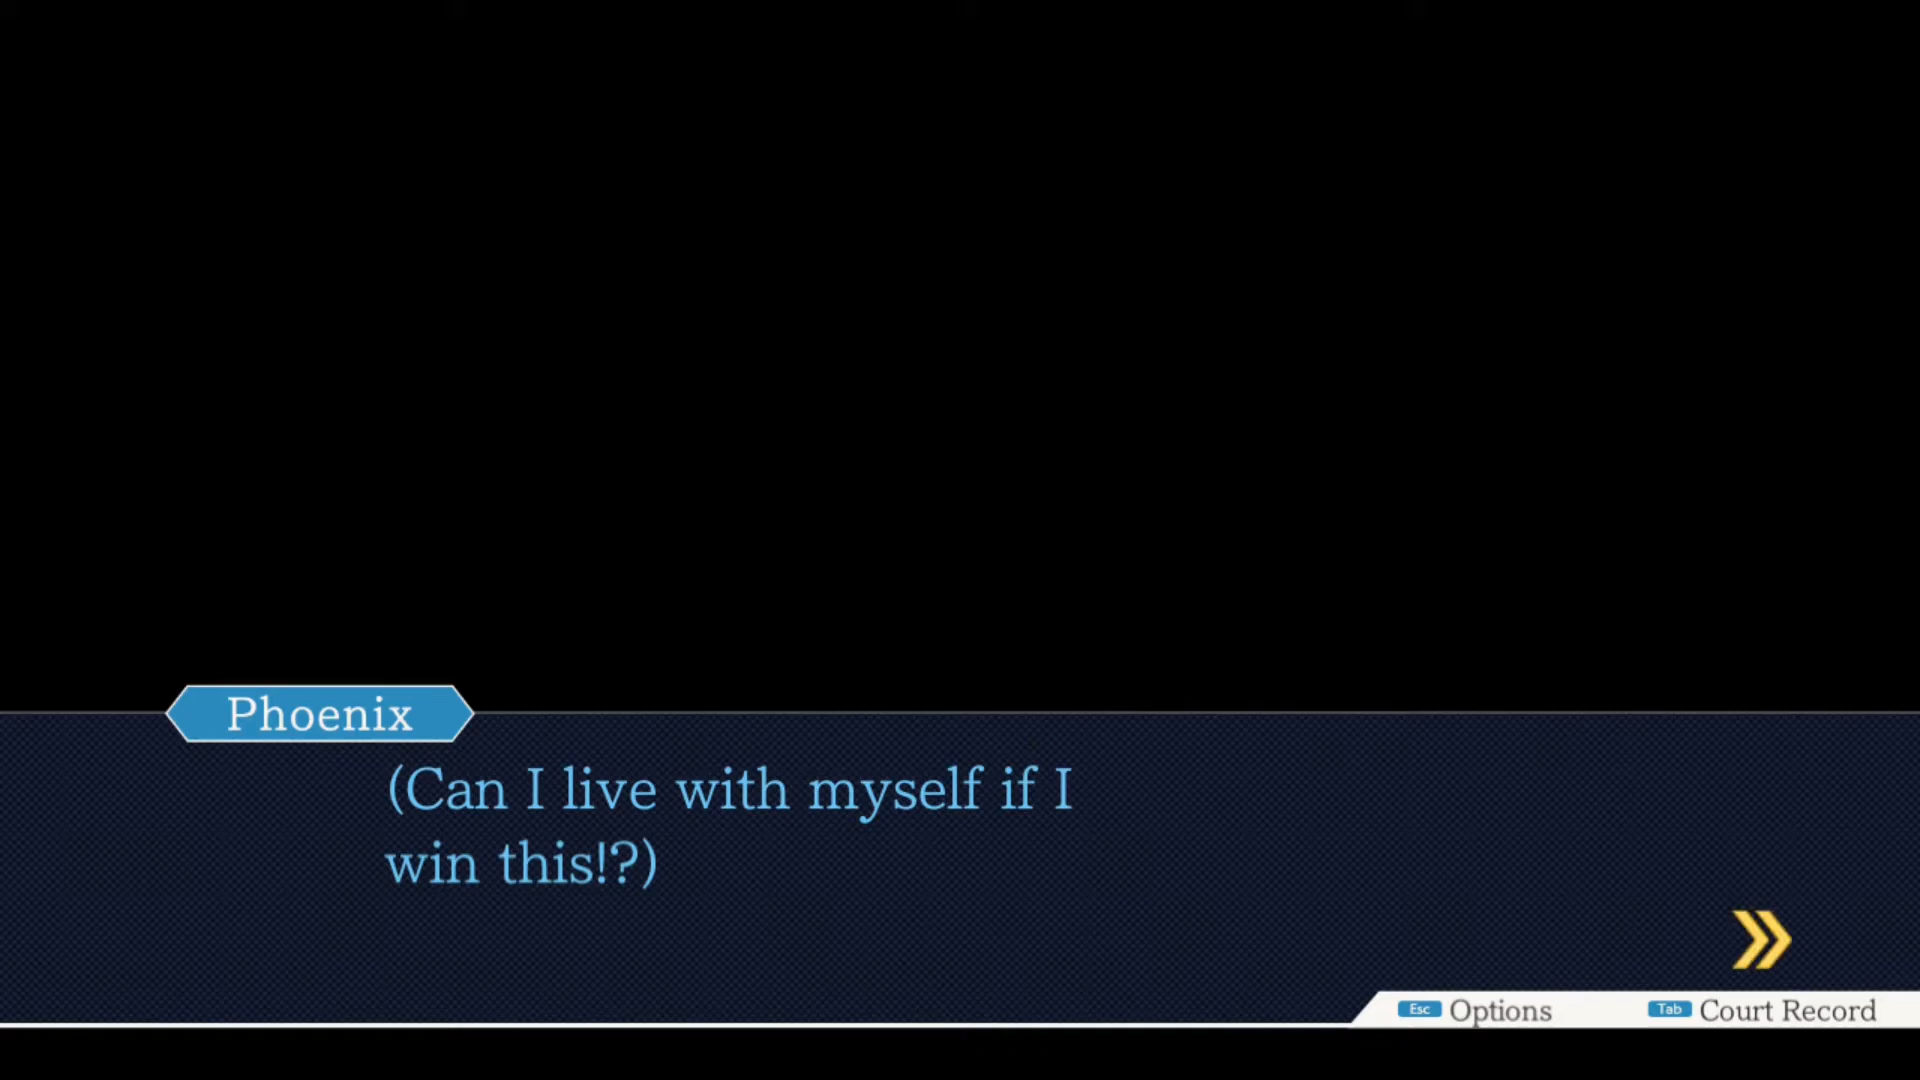 Phoenix
(Can I live with myself if I
win this!?)
Esc Options Tab Court Record